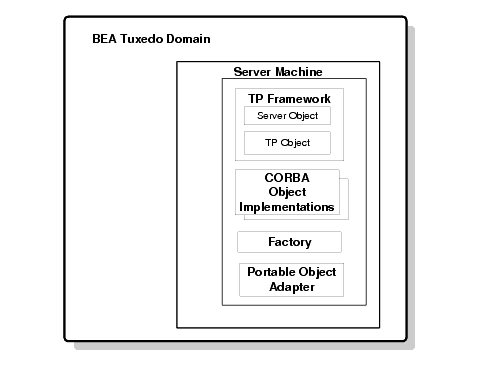 BEA Tuxedo Domain
Server Machine
TP Framework
Server Object
TP Object
CORBA
Object
Implementations
Factory
Portable Object
Adapter